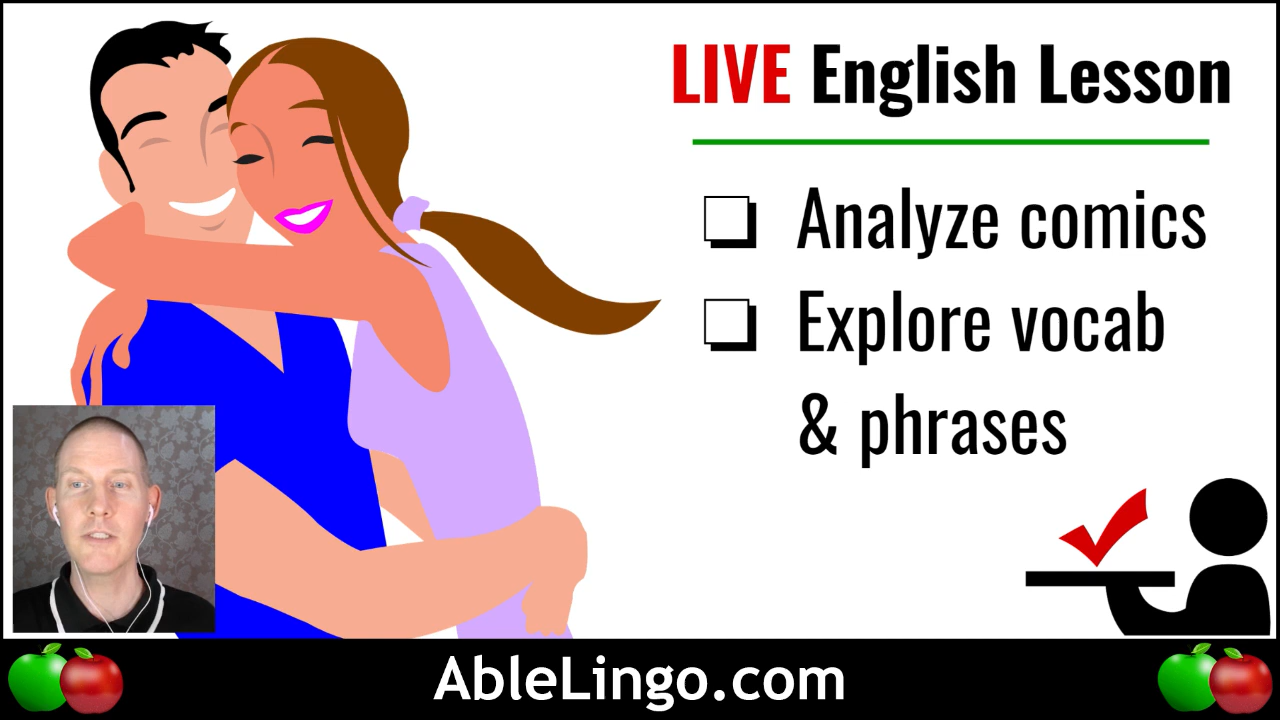 LIVE English Lesson
Analyze comics
Explore vocab
& phrases
AbleLingo.com